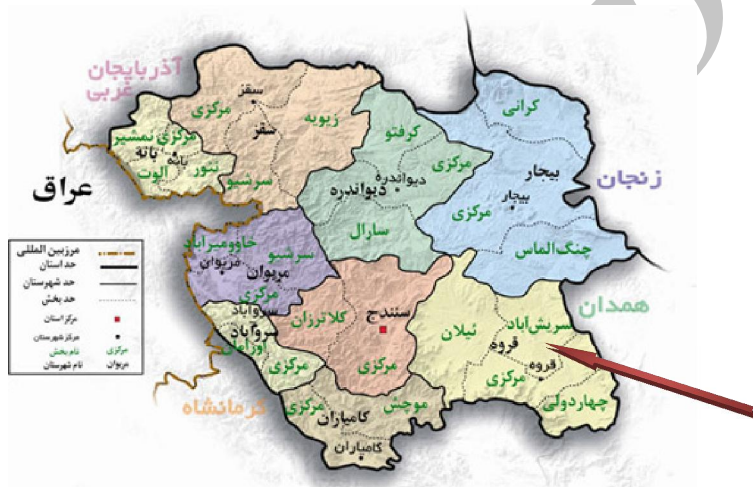 آذربایجان
غربی
سقز
مرکزی
سقز
زیویه
سرشیو
مرکزی
نمشیر
بانه
بانه
آلوت
ننور
عراق
کرفتو
مرکزی
دیواندره
دیواندره
سارال
کرانی
بیجار
بیجار
مرکزی
چنگ الماس
زنجان
خاوومیرآباد
سرشیو
مریوان
مریوان
مرکزی
سروآباد
سروآباد
اورامان
مرکزی
کلاترزان
سنندج
مرکزی
نیلان
سریش‌آباد
قروه
قروه
مرکزی
چهاردولی
همدان
موچش
مرکزی
کامیاران
کامیاران
کرمانشاه
مرزبین المللی
حد استان
حد شهرستان
حد بخش
مرکز استان
مرکز شهرستان
مرکزی نام بخش
مریوان نام شهرستان